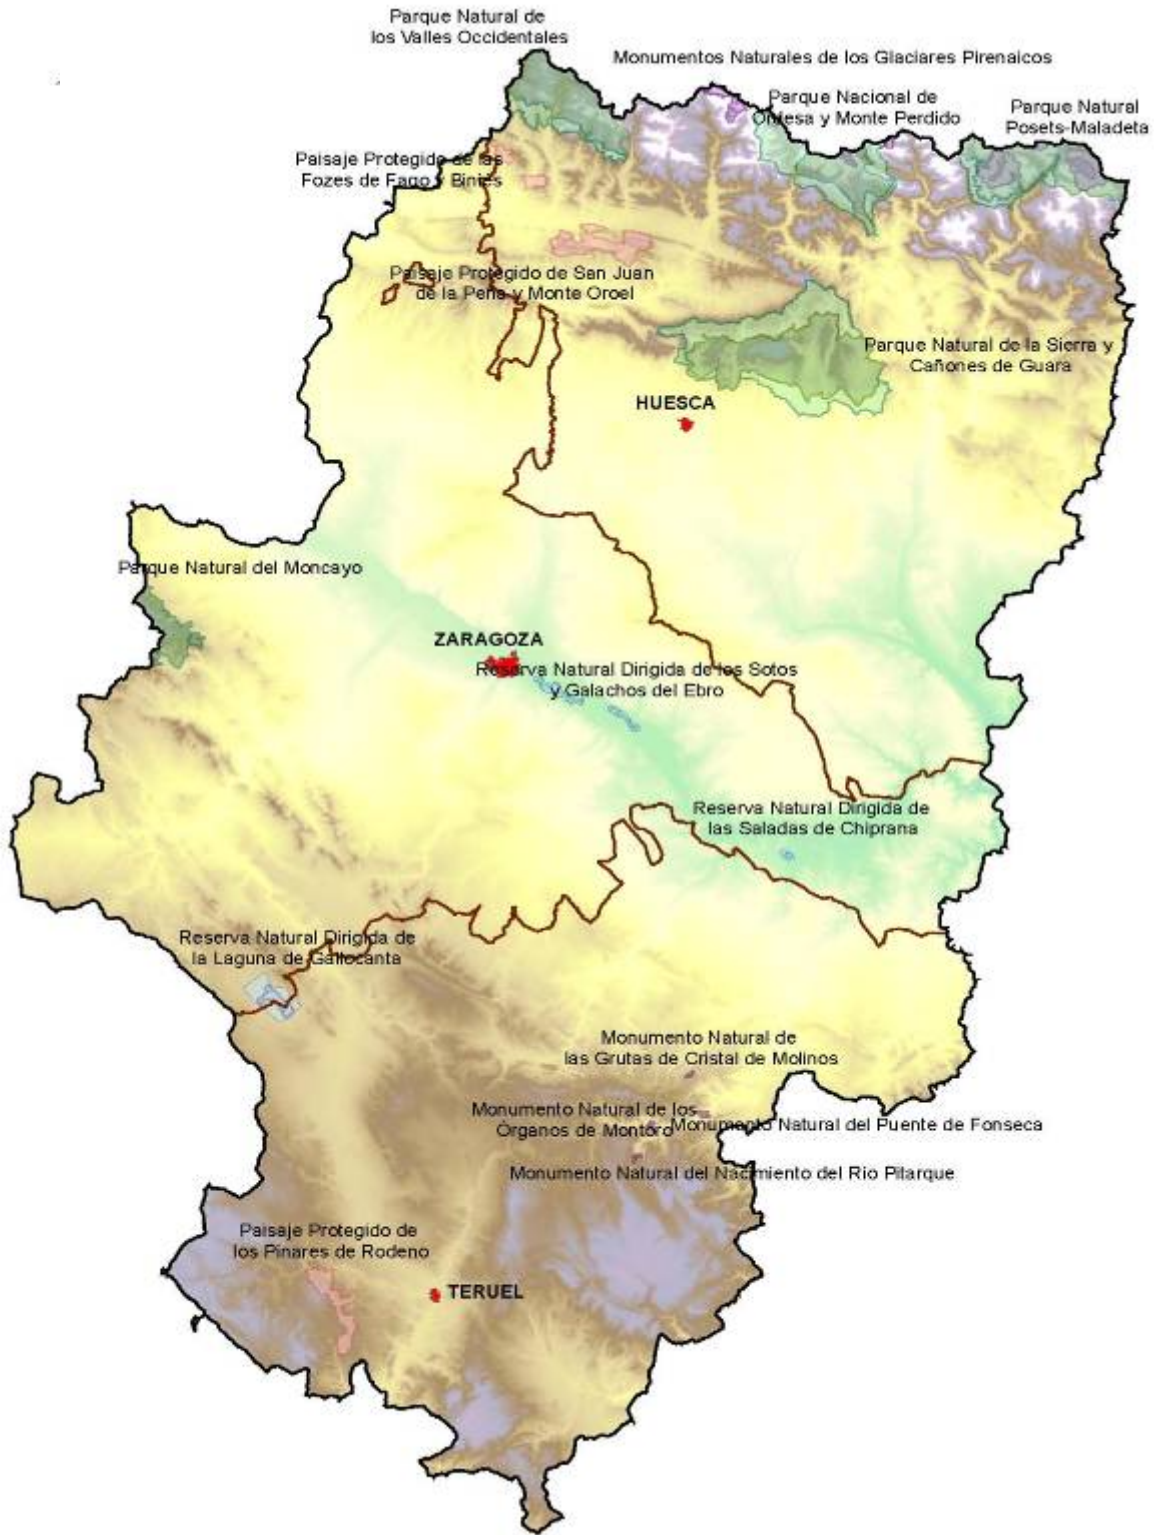 Parque Natural de
los Valles Occidentales
Monumentos Naturales de los Glaciares Pirenaicos
Parque Nacional de
Ordesa y Monte Perdido
Parque Natural
Posets-Maladeta
Paisaje Protegido de las
Fozes de Fago y Biniés
Paisaje Protegido de San Juan
de la Peña y Monte Oroel
Parque Natural de la Sierra y
Cañones de Guara
HUESCA
Parque Natural del Moncayo
ZARAGOZA
Reserva Natural Dirigida de los Sotos
y Galachos del Ebro
Reserva Natural Dirigida de
las Saladas de Chiprana
Reserva Natural Dirigida de
la Laguna de Gallocanta
Monumento Natural de
las Grutas de Cristal de Molinos
Monumento Natural de los
Órganos de Montoro
Monumento Natural del Puente de Fonseca
Monumento Natural del Nacimiento del Río Pitarque
Paisaje Protegido de
los Pinares de Rodeno
TERUEL